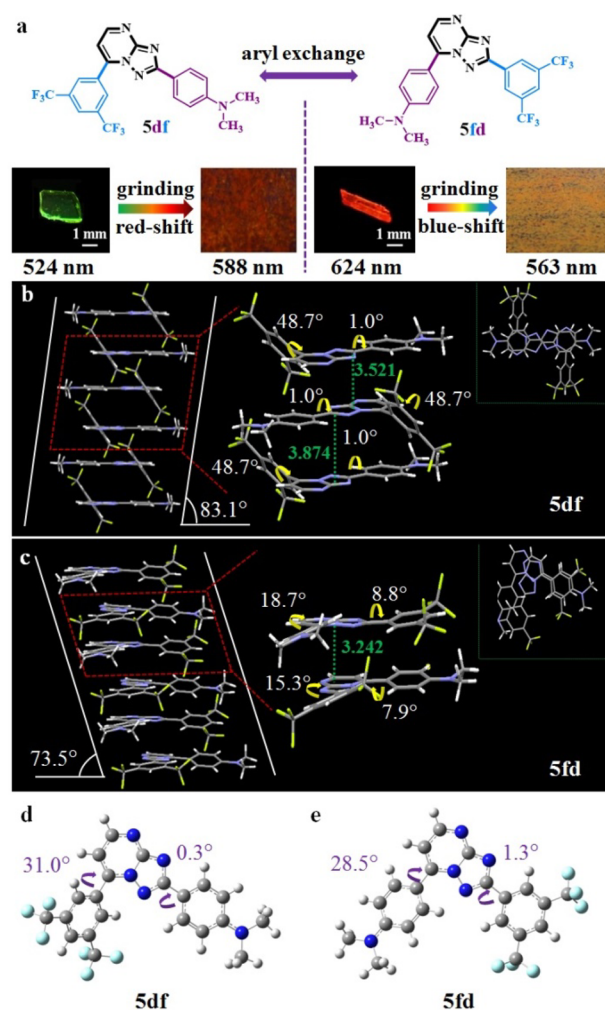 a
N
N
N
N
N
N
N
N
aryl exchange
CF3
CF3
N
CH3
CH3
5df
CH3
N
CH3
CF3
CF3
5fd
1 mm
grinding
red-shift
524 nm
588 nm
1 mm
grinding
blue-shift
624 nm
563 nm
b
48.7°
1.0°
3.521
1.0°
48.7°
3.874
1.0°
48.7°
83.1°
5df
c
18.7°
8.8°
3.242
15.3°
7.9°
73.5°
5fd
d
31.0°
0.3°
5df
e
28.5°
1.3°
5fd